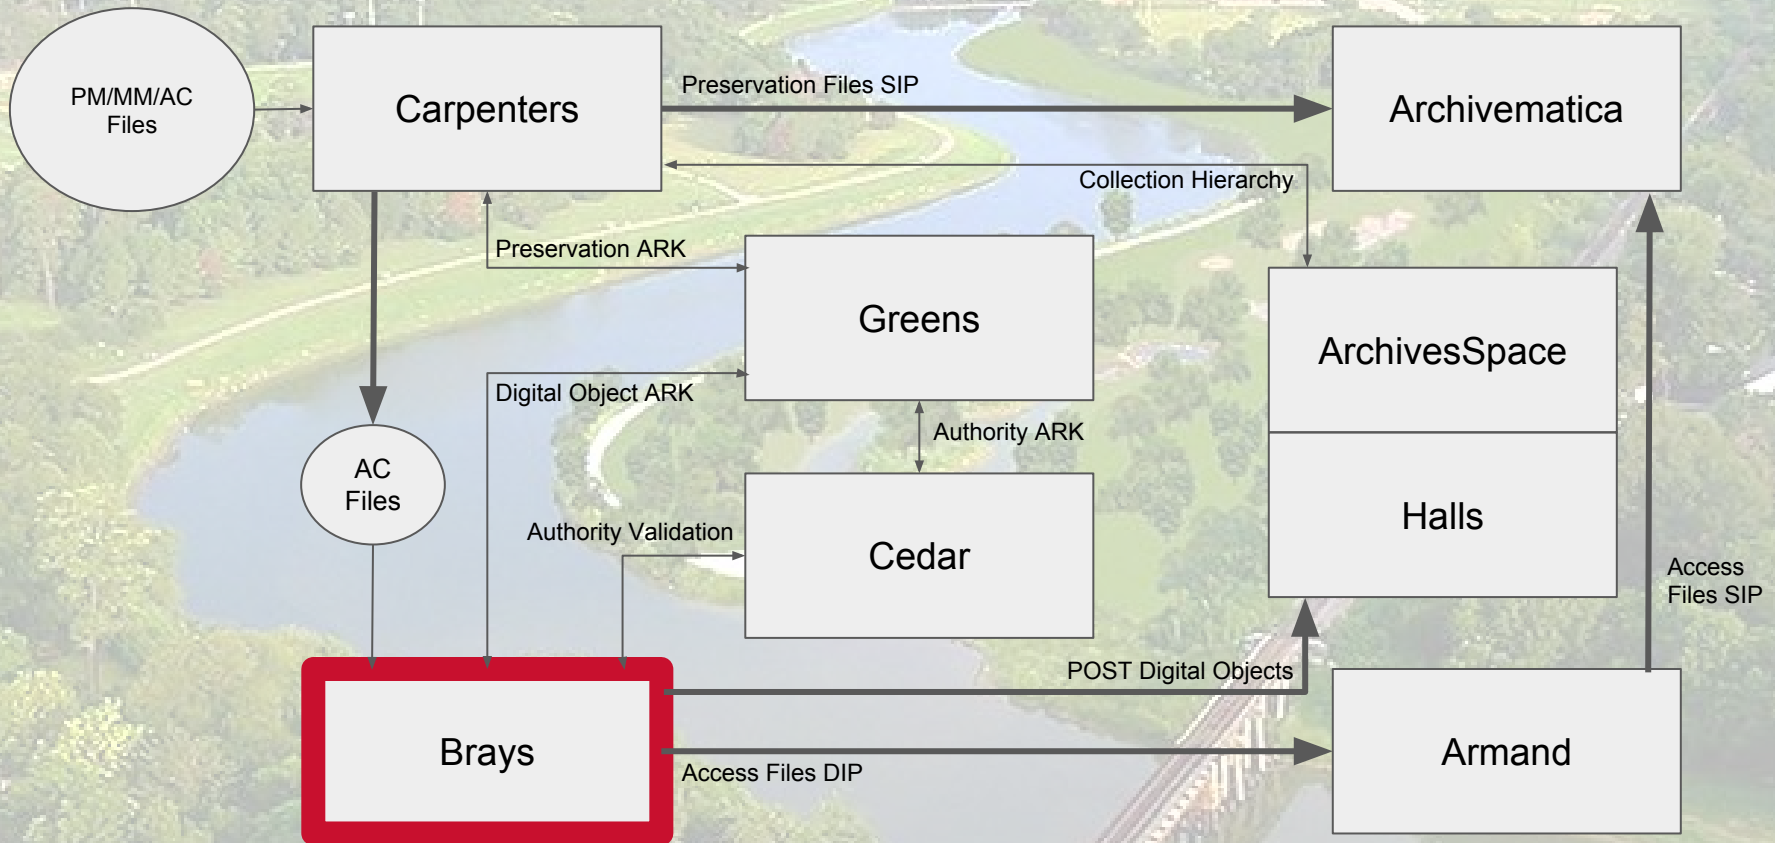 PM/MM/AC
Files
Carpenters
Preservation Files SIP
Archivematica
Collection Hierarchy
Preservation ARK
Greens
ArchivesSpace
Digital Object ARK
Authority ARK
AC
Files
Halls
Authority Validation
Cedar
Access
Files SIP
POST Digital Objects
Brays
Access Files DIP
Armand